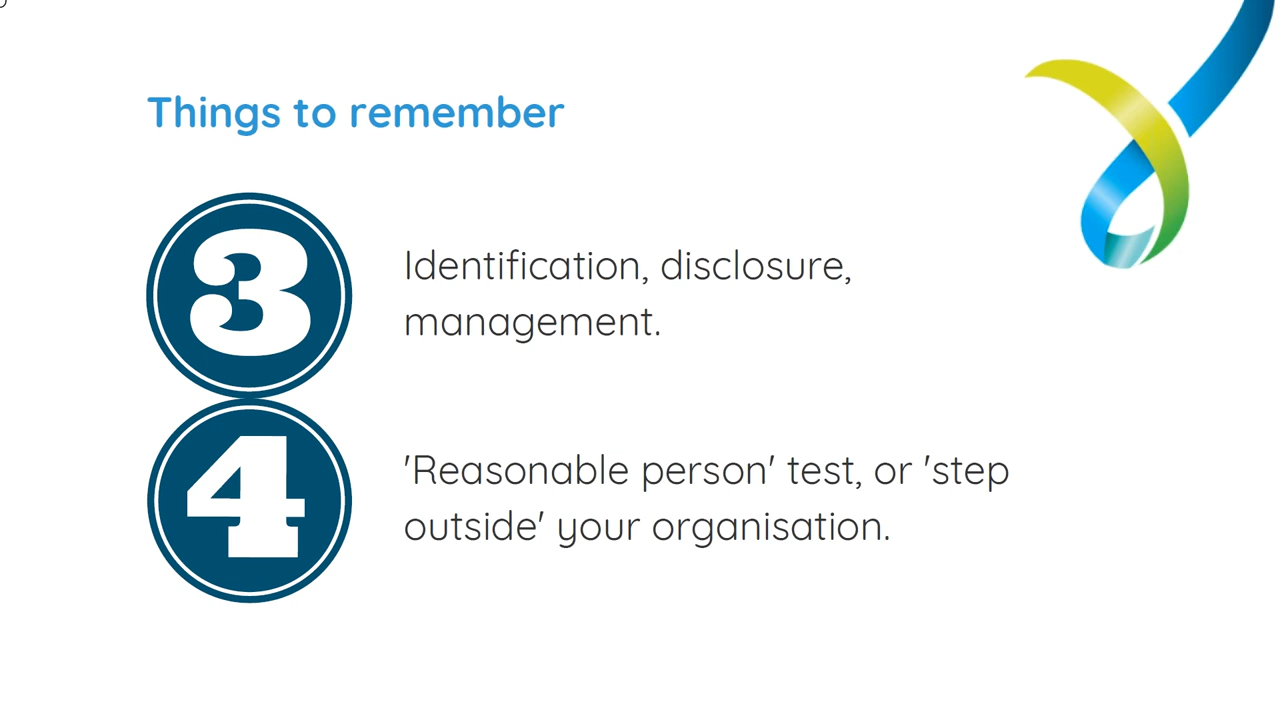 Things to remember
3
Identification, disclosure,
management.
4
'Reasonable person' test, or 'step
outside' your organisation.